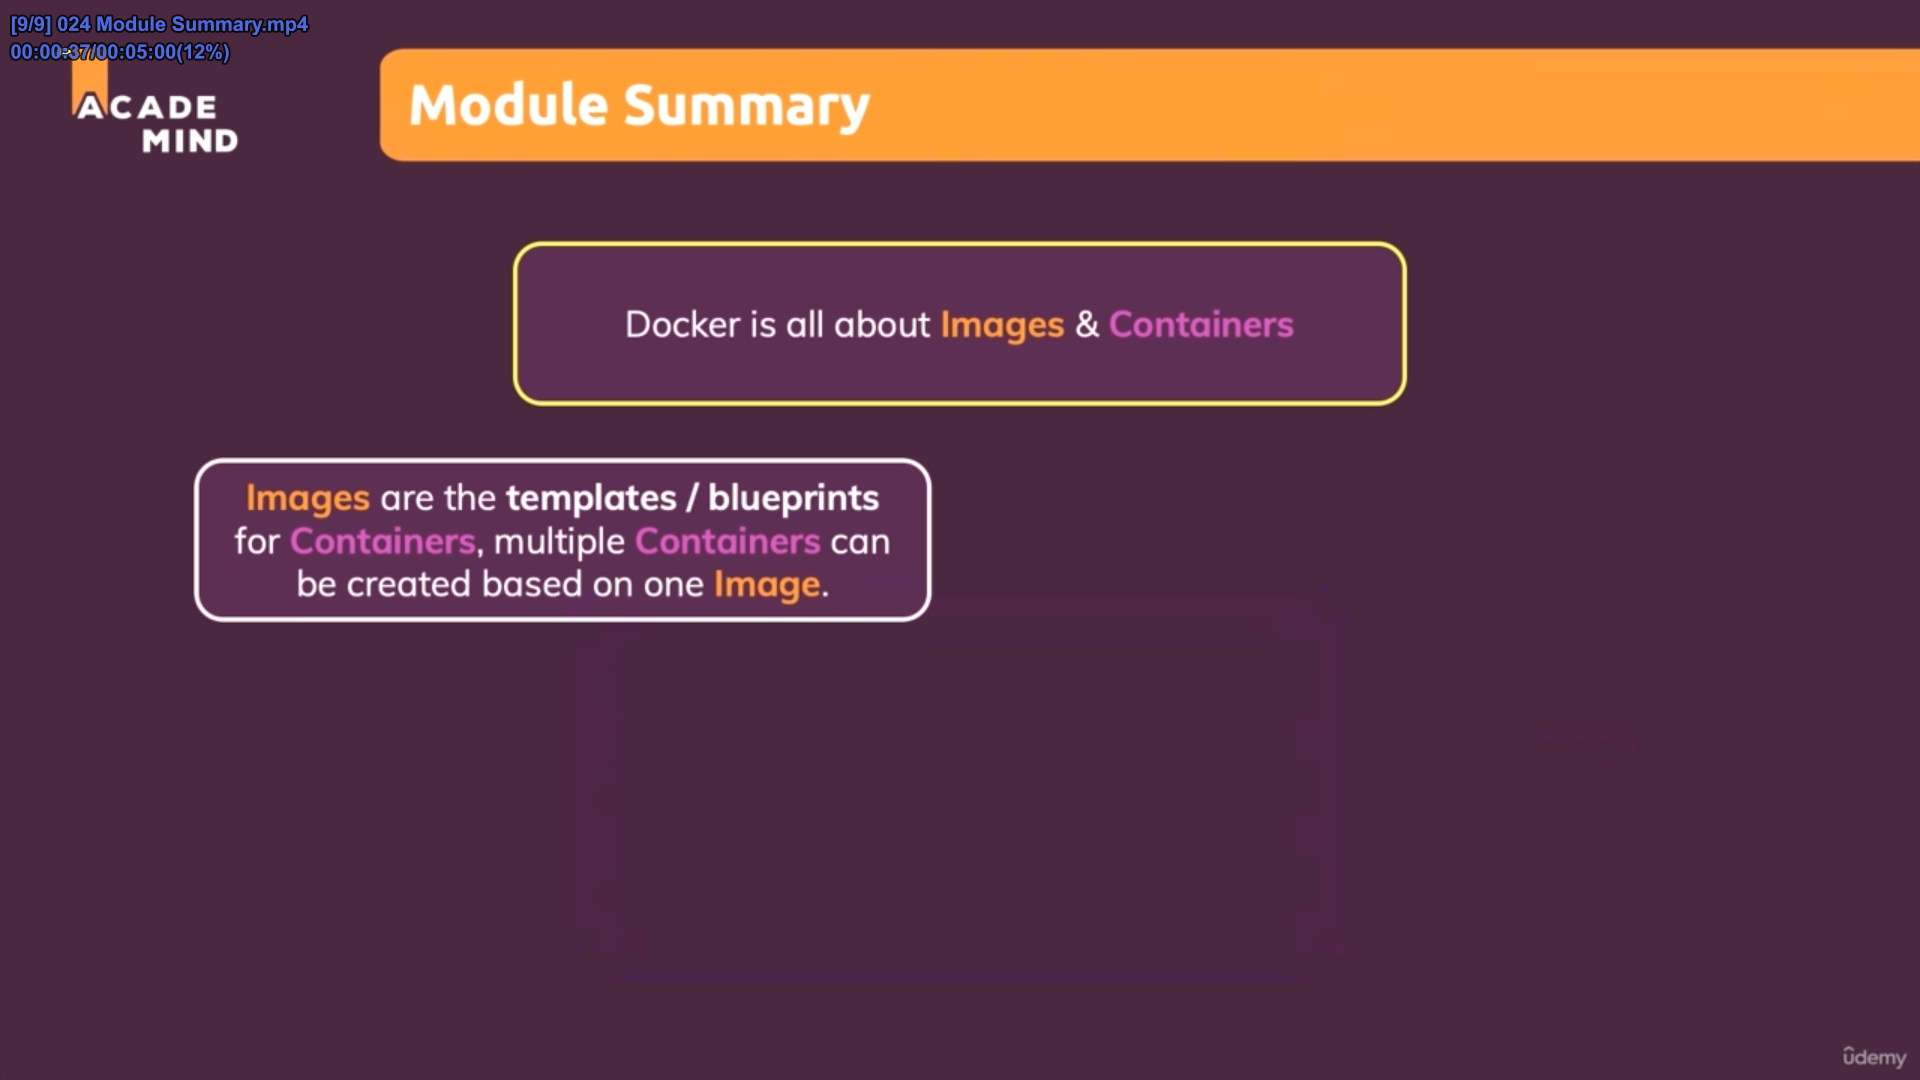 [9/9] 024 Module Summary.mp4
00:00:37/00:05:00(12%)
ACADE
MIND
Module Summary
Docker is all about Images & Containers
Images are the templates / blueprints
for Containers, multiple Containers can
be created based on one Image.
ûdemy